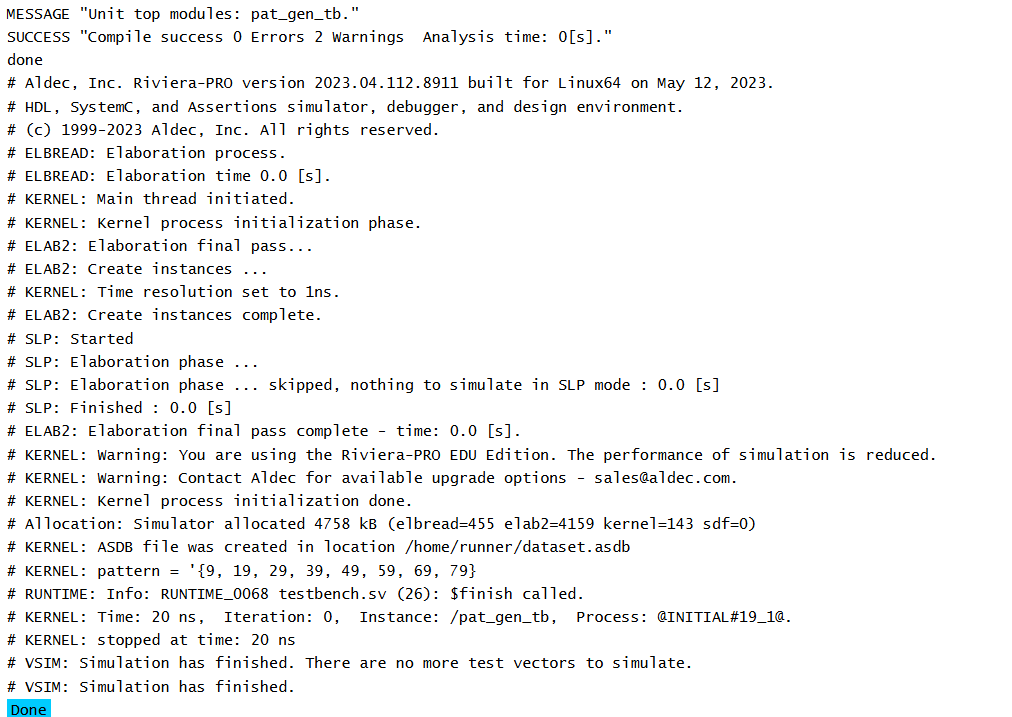 MESSAGE "Unit top modules: pat_gen_tb."
SUCCESS "Compile success 0 Errors 2 Warnings  Analysis time: 0[s]."
done
# Aldec, Inc. Riviera-PRO version 2023.04.112.8911 built for Linux64 on May 12, 2023.
# HDL, SystemC, and Assertions simulator, debugger, and design environment.
# (c) 1999-2023 Aldec, Inc. All rights reserved.
# ELBREAD: Elaboration process.
# ELBREAD: Elaboration time 0.0 [s].
# KERNEL: Main thread initiated.
# KERNEL: Kernel process initialization phase.
# ELAB2: Elaboration final pass...
# ELAB2: Create instances ...
# KERNEL: Time resolution set to 1ns.
# ELAB2: Create instances complete.
# SLP: Started
# SLP: Elaboration phase ...
# SLP: Elaboration phase ... skipped, nothing to simulate in SLP mode : 0.0 [s]
# SLP: Finished : 0.0 [s]
# ELAB2: Elaboration final pass complete - time: 0.0 [s].
# KERNEL: Warning: You are using the Riviera-PRO EDU Edition. The performance of simulation is reduced.
# KERNEL: Warning: Contact Aldec for available upgrade options - sales@aldec.com.
# KERNEL: Kernel process initialization done.
# Allocation: Simulator allocated 4758 kB (elbread=455 elab2=4159 kernel=143 sdf=0)
# KERNEL: ASDB file was created in location /home/runner/dataset.asdb
# KERNEL: pattern = '{9, 19, 29, 39, 49, 59, 69, 79}
# RUNTIME: Info: RUNTIME_0068 testbench.sv (26): $finish called.
# KERNEL: Time: 20 ns,  Iteration: 0,  Instance: /pat_gen_tb,  Process: @INITIAL#19_1@.
# KERNEL: stopped at time: 20 ns
# VSIM: Simulation has finished. There are no more test vectors to simulate.
# VSIM: Simulation has finished.
Done